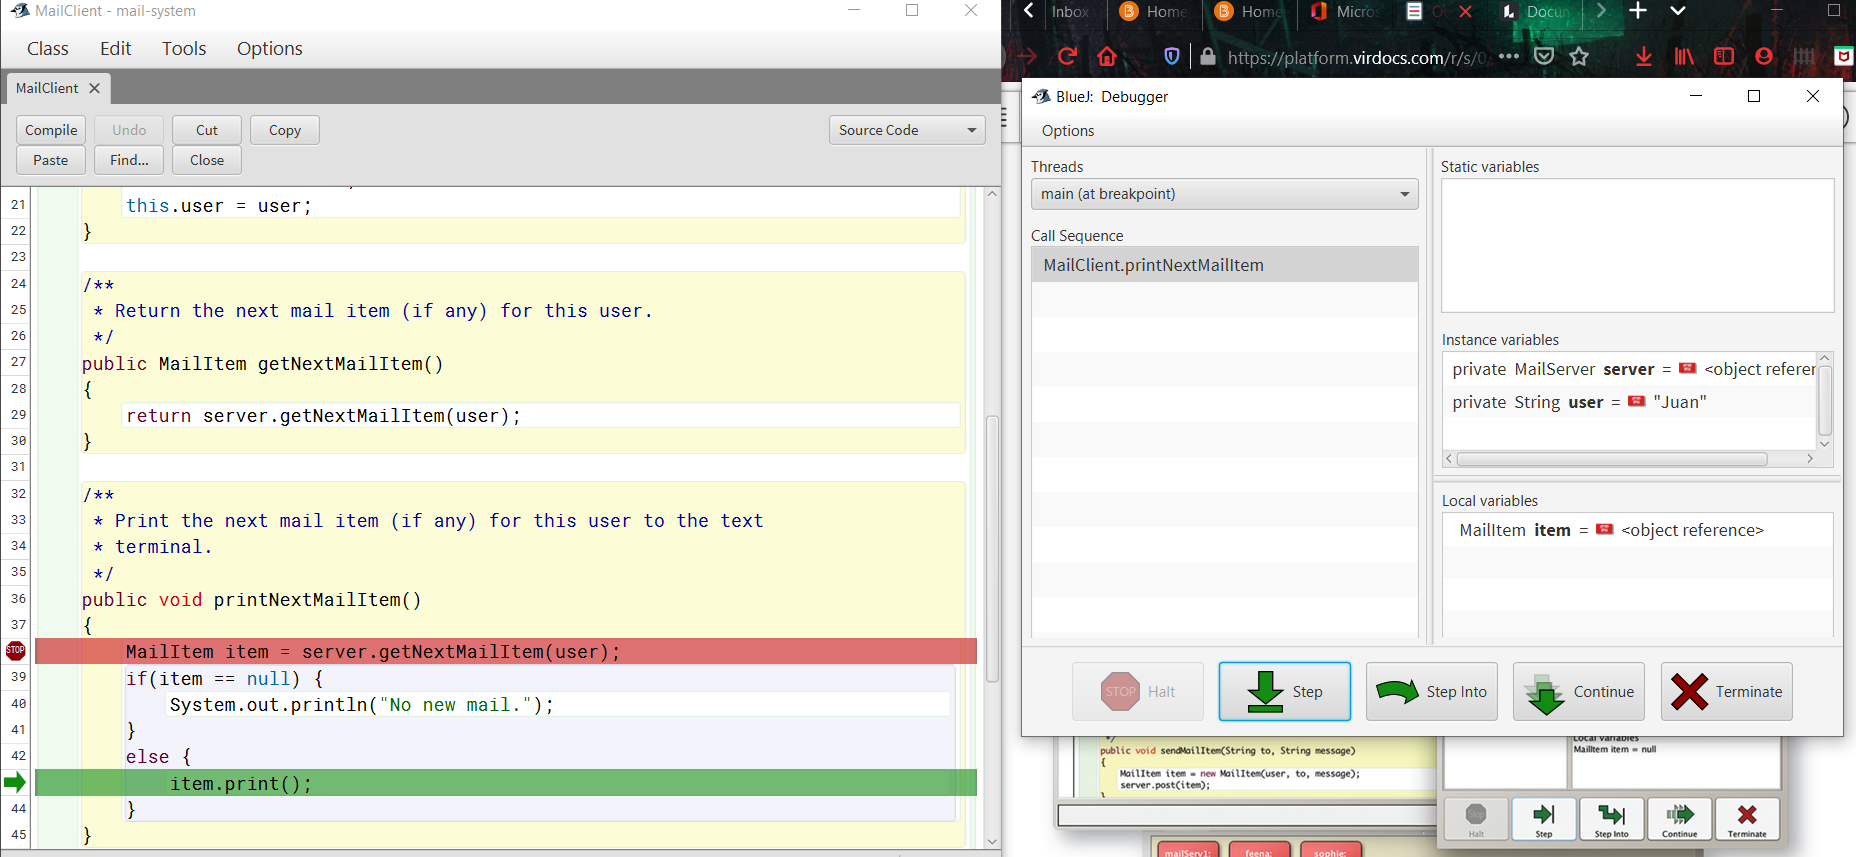 MailClient - mail-system
Class Edit Tools Options
MailClient
Compile Undo Cut Copy
Paste Find... Close
Source Code
21 this.user = user;
22 }
23
24 /**
25 * Return the next mail item (if any) for this user.
26 */
27 public MailItem getNextMailItem()
28 {
29 return server.getNextMailItem(user);
30 }
31
32 /**
33 * Print the next mail item (if any) for this user to the text
34 * terminal.
35 */
36 public void printNextMailItem()
37 {
STOP MailItem item = server.getNextMailItem(user);
39 if(item == null) {
40 System.out.println("No new mail.");
41 }
42 else {
item.print();
44 }
45 }
Inbox Home Home Micros Docum
https://platform.virdocs.com/r/s/0
BlueJ: Debugger
Options
Threads
main (at breakpoint)
Call Sequence
MailClient.printNextMailItem
Static variables
Instance variables
private MailServer server = <object referer
private String user = "Juan"
Local variables
MailItem item = <object reference>
STOP Halt Step Step Into Continue Terminate
*/
public void sendMailItem(String to, String message)
{
MailItem item = new MailItem(user, to, message);
server.post(item);
}
Local variables
MailItem item = null
Halt Step Step Into Continue Terminate
mailServ1: feena: sophie: